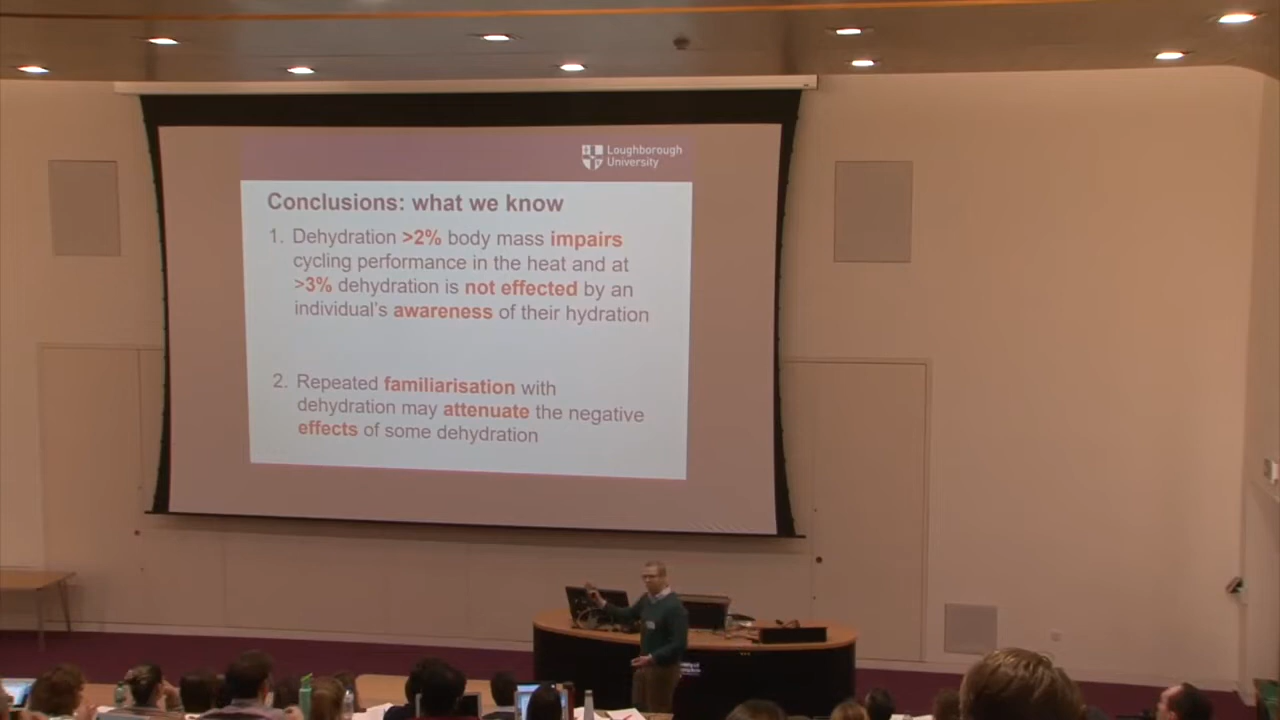 Loughborough
University
Conclusions: what we know
1. Dehydration >2% body mass impairs
cycling performance in the heat and at
>3% dehydration is not effected by an
individual's awareness of their hydration
2. Repeated familiarisation with
dehydration may attenuate the negative
effects of some dehydration